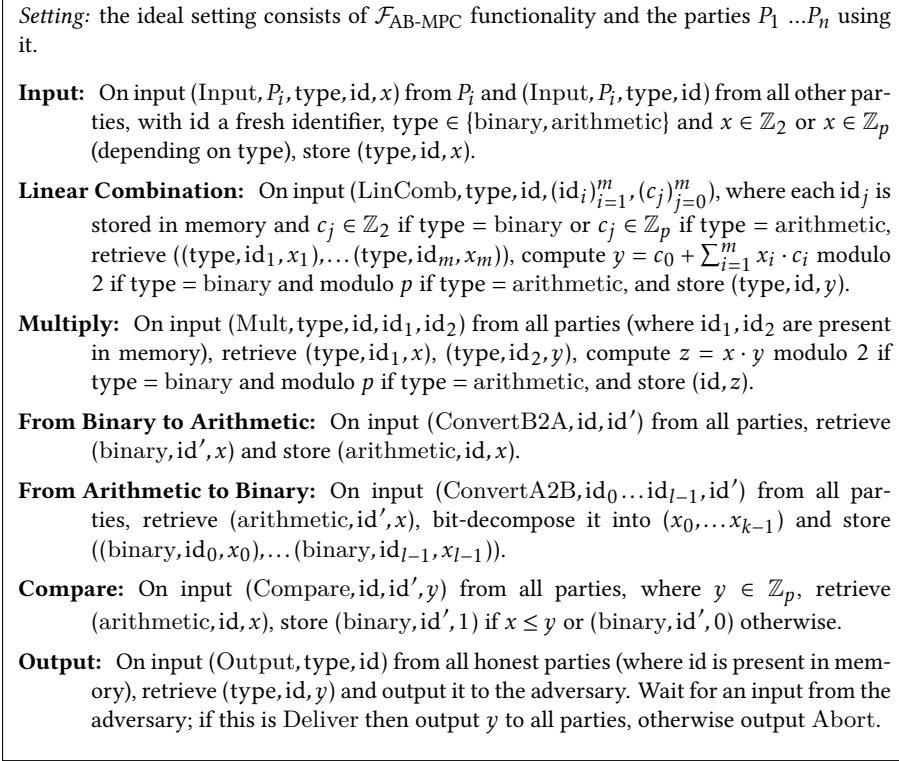 Setting: the ideal setting consists of 𝓕_AB-MPC functionality and the parties P_1 …P_n using
it.
Input: On input (Input, P_i, type, id, x) from P_i and (Input, P_i, type, id) from all other par-
ties, with id a fresh identifier, type ∈ {binary, arithmetic} and x ∈ ℤ_2 or x ∈ ℤ_p
(depending on type), store (type, id, x).
Linear Combination: On input (LinComb, type, id, (id_i)_{i=1}^m, (c_j)_{j=0}^m), where each id_j is
stored in memory and c_j ∈ ℤ_2 if type = binary or c_j ∈ ℤ_p if type = arithmetic,
retrieve ((type, id_1, x_1), … (type, id_m, x_m)), compute y = c_0 + ∑_{i=1}^m x_i · c_i modulo
2 if type = binary and modulo p if type = arithmetic, and store (type, id, y).
Multiply: On input (Mult, type, id, id_1, id_2) from all parties (where id_1, id_2 are present
in memory), retrieve (type, id_1, x), (type, id_2, y), compute z = x · y modulo 2 if
type = binary and modulo p if type = arithmetic, and store (id, z).
From Binary to Arithmetic: On input (ConvertB2A, id, id′) from all parties, retrieve
(binary, id′, x) and store (arithmetic, id, x).
From Arithmetic to Binary: On input (ConvertA2B, id_0 … id_{l−1}, id′) from all par-
ties, retrieve (arithmetic, id′, x), bit-decompose it into (x_0, … x_{k−1}) and store
((binary, id_0, x_0), … (binary, id_{l−1}, x_{l−1})).
Compare: On input (Compare, id, id′, y) from all parties, where y ∈ ℤ_p, retrieve
(arithmetic, id, x), store (binary, id′, 1) if x ≤ y or (binary, id′, 0) otherwise.
Output: On input (Output, type, id) from all honest parties (where id is present in mem-
ory), retrieve (type, id, y) and output it to the adversary. Wait for an input from the
adversary; if this is Deliver then output y to all parties, otherwise output Abort.